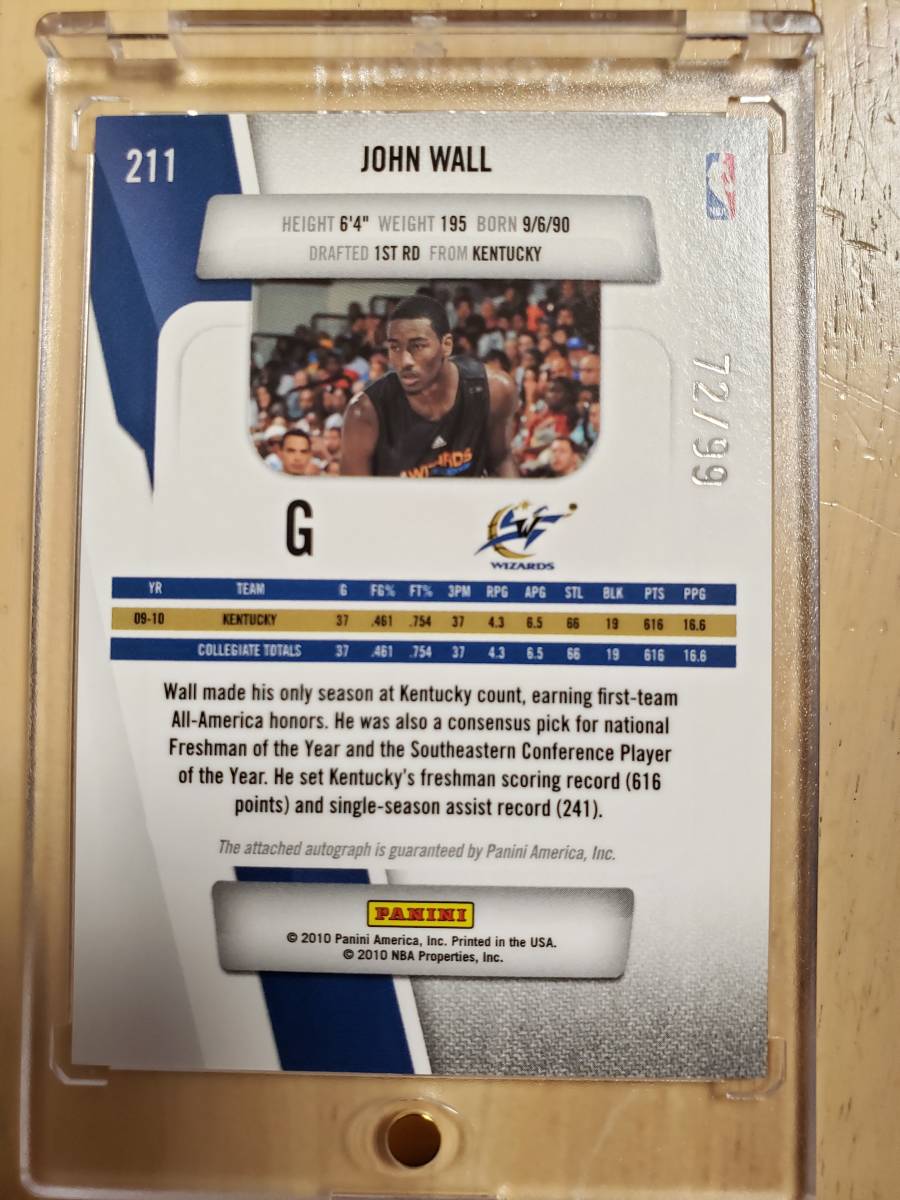 211
JOHN WALL
NBA
HEIGHT 6'4" WEIGHT 195 BORN 9/6/90
DRAFTED 1ST RD FROM KENTUCKY
72/99
WIZARDS
G
W
WIZARDS
YR TEAM G FG% FT% 3PM RPG APG STL BLK PTS PPG
09-10 KENTUCKY 37 .461 .754 37 4.3 6.5 66 19 616 16.6
COLLEGIATE TOTALS 37 .461 .754 37 4.3 6.5 66 19 616 16.6
Wall made his only season at Kentucky count, earning first-team
All-America honors. He was also a consensus pick for national
Freshman of the Year and the Southeastern Conference Player
of the Year. He set Kentucky's freshman scoring record (616
points) and single-season assist record (241).
The attached autograph is guaranteed by Panini America, Inc.
PANINI
© 2010 Panini America, Inc. Printed in the USA.
© 2010 NBA Properties, Inc.